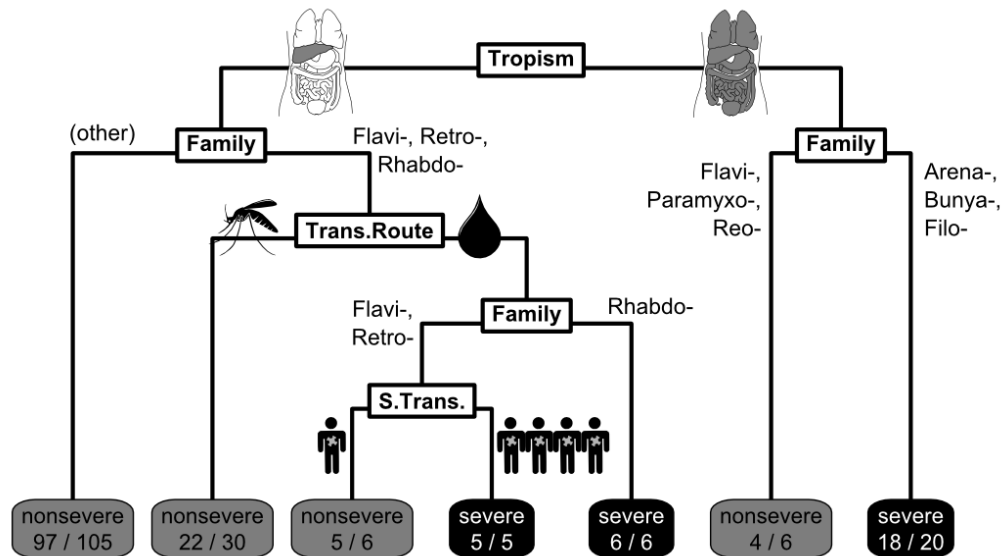 Tropism
(other)
Family
Flavi-, Retro-,
Rhabdo-
Family
Flavi-,
Paramyxo-,
Reo-
Arena-,
Bunya-,
Filo-
Trans.Route
Flavi-,
Retro-
Family
Rhabdo-
S.Trans.
nonsevere
97 / 105
nonsevere
22 / 30
nonsevere
5 / 6
severe
5 / 5
severe
6 / 6
nonsevere
4 / 6
severe
18 / 20